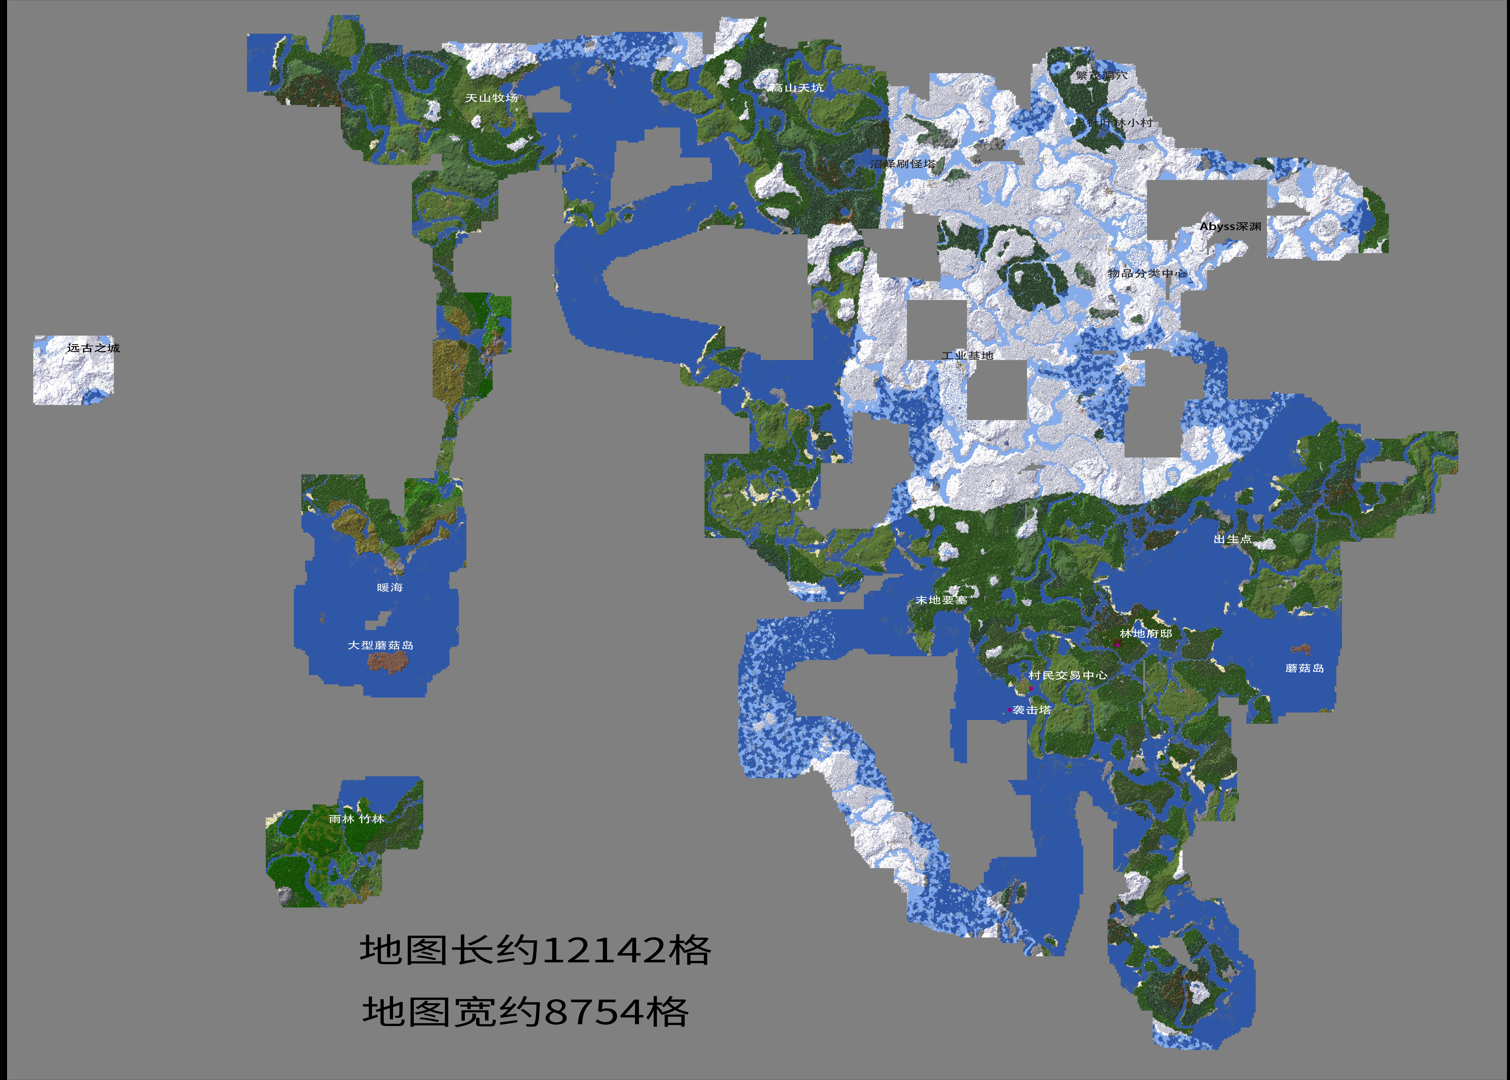 繁茂洞穴
高山天坑
天山牧场
针叶林小村
沼泽刷怪塔
Abyss深渊
物品分类中心
远古之城
工业基地
出生点
暖海
末地要塞
林地府邸
大型蘑菇岛
蘑菇岛
村民交易中心
袭击塔
雨林 竹林
地图长约12142格
地图宽约8754格